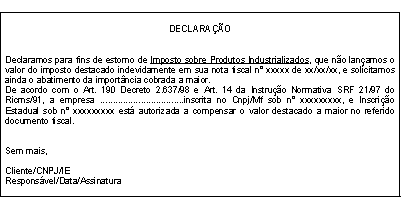 DECLARAÇÃO
Declaramos para fins de estorno de Imposto sobre Produtos Industrializados, que não lançamos o
valor do imposto destacado indevidamente em sua nota fiscal nº xxxxx de xx/xx/xx, e solicitamos
ainda o abatimento da importância cobrada a maior.
De acordo com o Art. 190 Decreto 2.637/98 e Art. 14 da Instrução Normativa SRF 21/97 do
Ricms/91, a empresa ................................inscrita no Cnpj/Mf sob nº xxxxxxxxx, e Inscrição
Estadual sob nº xxxxxxxxx está autorizada a compensar o valor destacado a maior no referido
documento fiscal.
Sem mais,
Cliente/CNPJ/IE
Responsável/Data/Assinatura